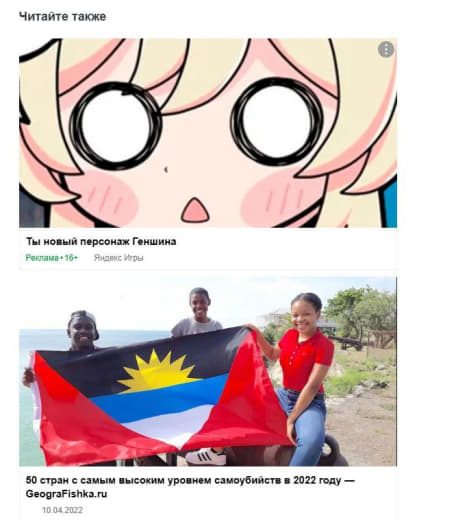 Читайте также
Ты новый персонаж Геншина
Реклама • 16+ Яндекс Игры
50 стран с самым высоким уровнем самоубийств в 2022 году —
GeograFishka.ru
10.04.2022